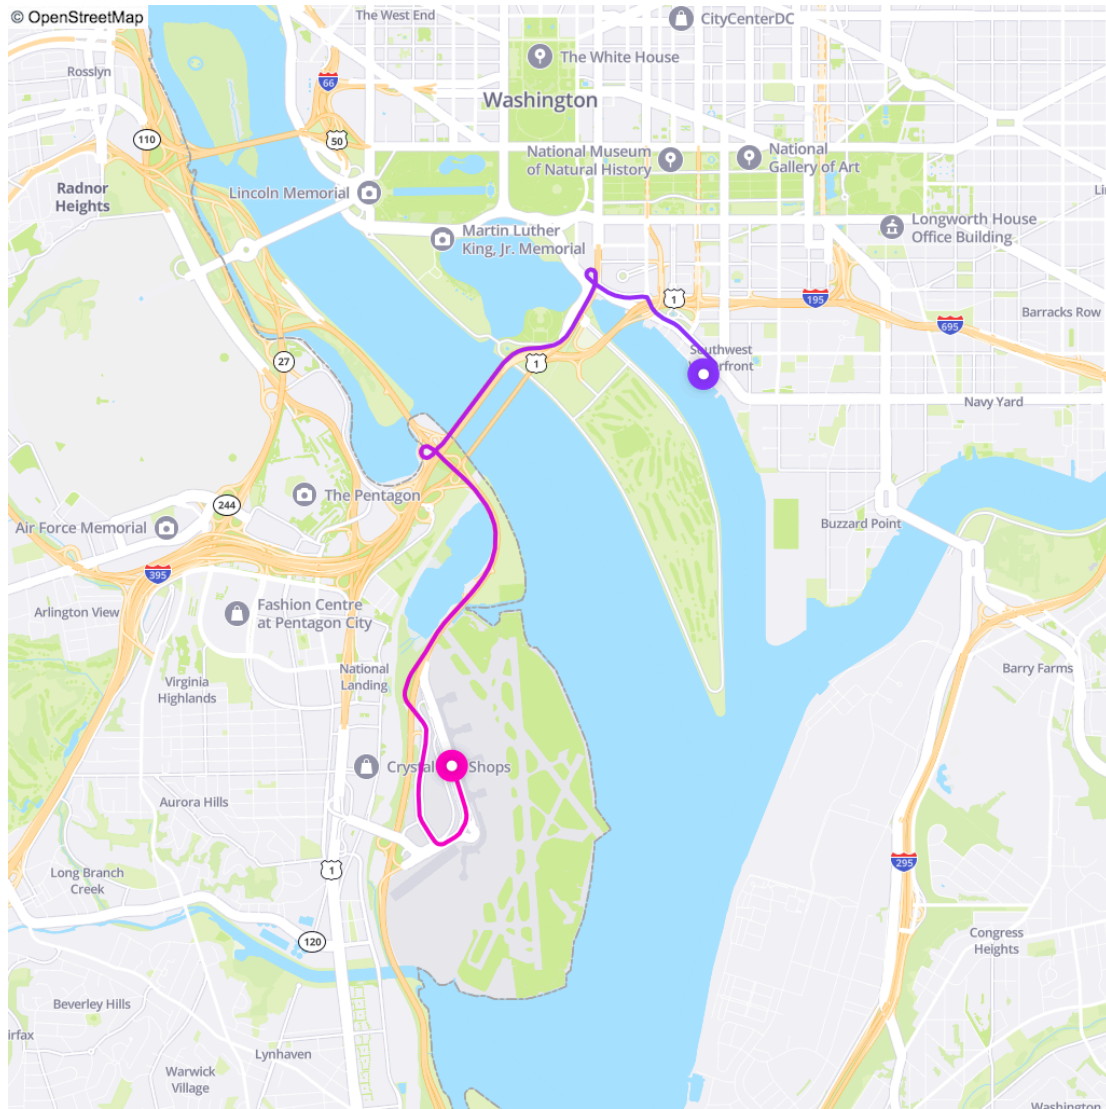 © OpenStreetMap
The West End
CityCenterDC
The White House
Rosslyn
66
Washington
110
50
National Museum
of Natural History
National
Gallery of Art
Radnor
Heights
Lincoln Memorial
Longworth House
Office Building
Martin Luther
King, Jr. Memorial
1
195
Barracks Row
695
27
1
Southwest
Navy Yard
The Pentagon
244
Air Force Memorial
Buzzard Point
395
Fashion Centre
at Pentagon City
Arlington View
National
Landing
Barry Farms
Virginia
Highlands
Shops
Aurora Hills
Long Branch
Creek
1
295
120
Congress
Heights
Beverley Hills
Lynhaven
Warwick
Village
Washington